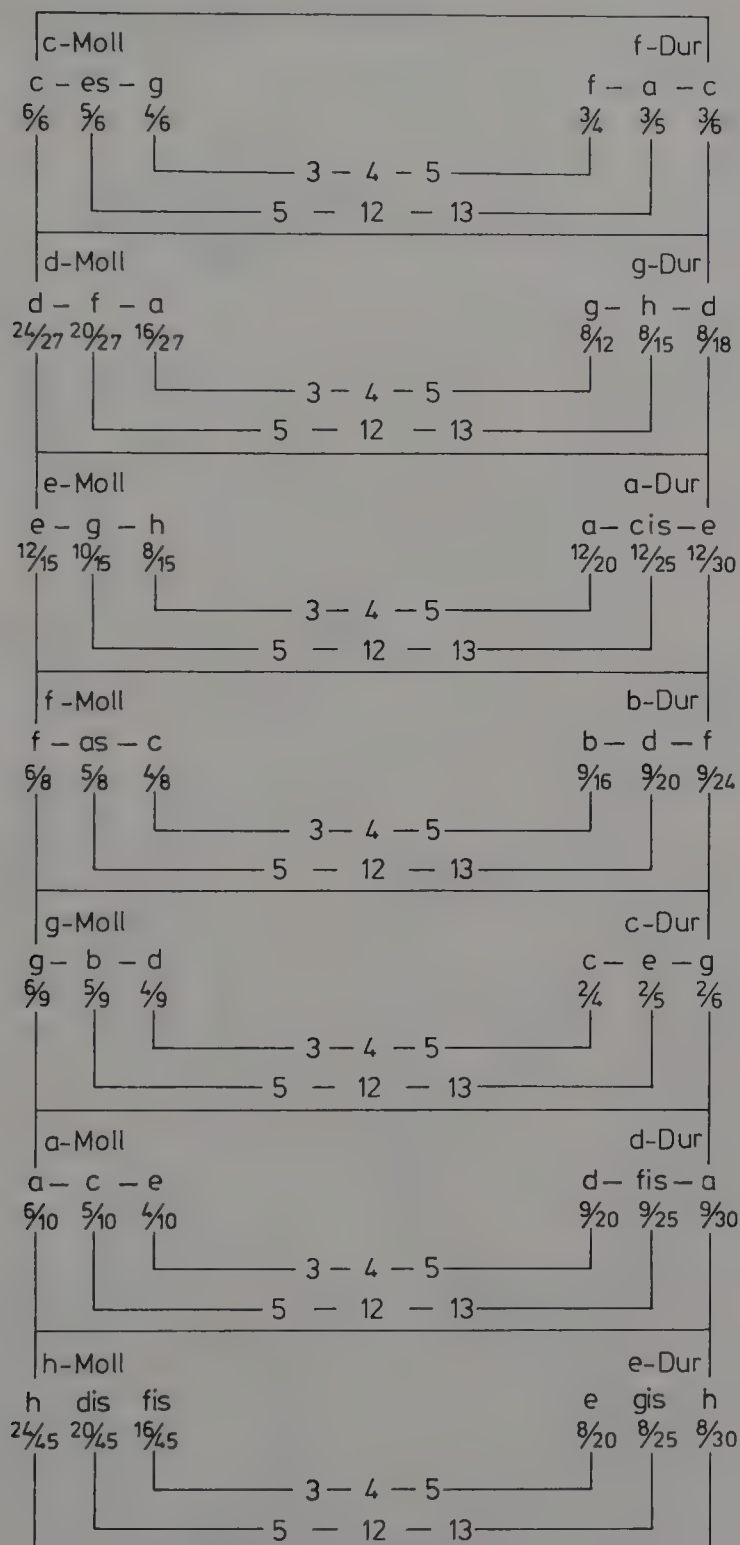 c-Moll f-Dur
c – es – g f – a – c
6/6 5/6 4/6 3/4 3/5 3/6
3 – 4 – 5
5 – 12 – 13
d-Moll g-Dur
d – f – a g – h – d
24/27 20/27 16/27 8/12 8/15 8/18
3 – 4 – 5
5 – 12 – 13
e-Moll a-Dur
e – g – h a – cis – e
12/15 10/15 8/15 12/20 12/25 12/30
3 – 4 – 5
5 – 12 – 13
f-Moll b-Dur
f – as – c b – d – f
6/8 5/8 4/8 9/16 9/20 9/24
3 – 4 – 5
5 – 12 – 13
g-Moll c-Dur
g – b – d c – e – g
6/9 5/9 4/9 2/4 2/5 2/6
3 – 4 – 5
5 – 12 – 13
a-Moll d-Dur
a – c – e d – fis – a
6/10 5/10 4/10 9/20 9/25 9/30
3 – 4 – 5
5 – 12 – 13
h-Moll e-Dur
h dis fis e gis h
24/45 20/45 16/45 8/20 8/25 8/30
3 – 4 – 5
5 – 12 – 13